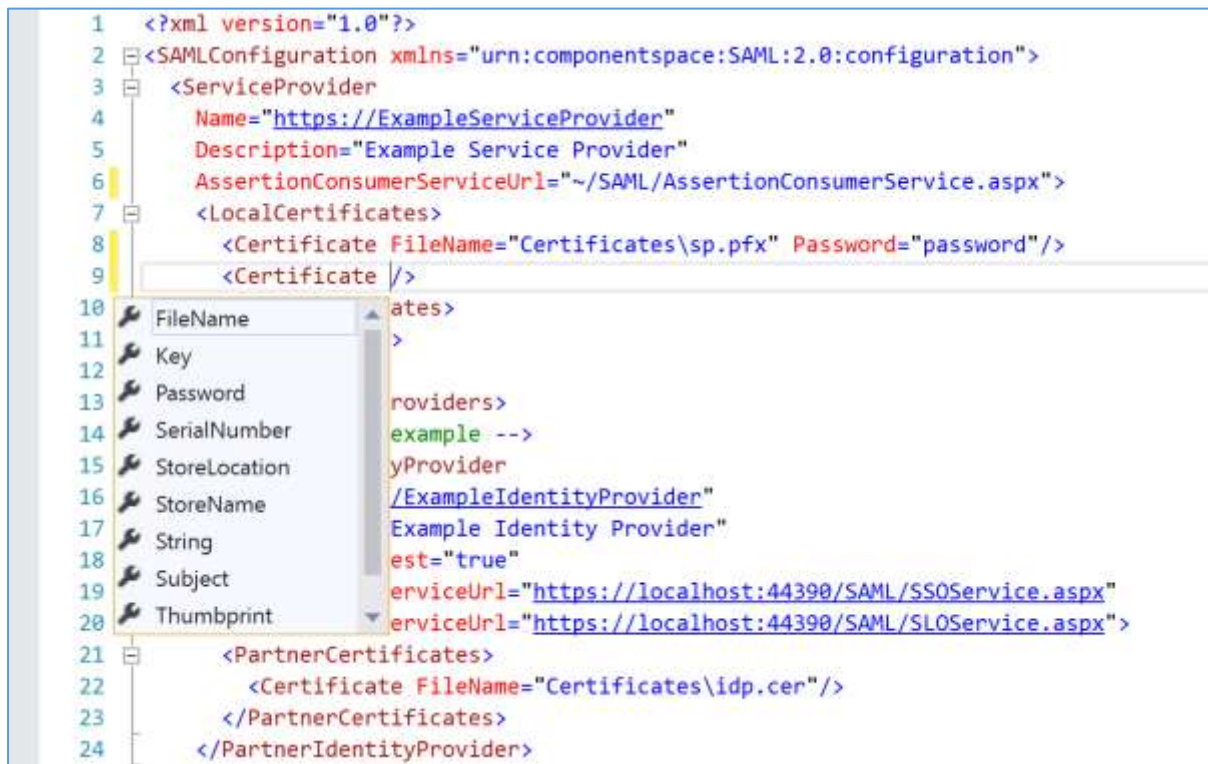 1 <?xml version="1.0"?>
2 <SAMLConfiguration xmlns="urn:componentspace:SAML:2.0:configuration">
3 <ServiceProvider
4 Name="https://ExampleServiceProvider"
5 Description="Example Service Provider"
6 AssertionConsumerServiceUrl="~/SAML/AssertionConsumerService.aspx">
7 <LocalCertificates>
8 <Certificate FileName="Certificates\sp.pfx" Password="password"/>
9 <Certificate />
10 ates>
FileName
11 >
Key
12
Password
13 roviders>
14 example -->
SerialNumber
15 yProvider
StoreLocation
16 /ExampleIdentityProvider"
StoreName
17 Example Identity Provider"
String
18 est="true"
Subject
19 erviceUrl="https://localhost:44390/SAML/SSOService.aspx"
Thumbprint
20 erviceUrl="https://localhost:44390/SAML/SLOService.aspx">
21 <PartnerCertificates>
22 <Certificate FileName="Certificates\idp.cer"/>
23 </PartnerCertificates>
24 </PartnerIdentityProvider>